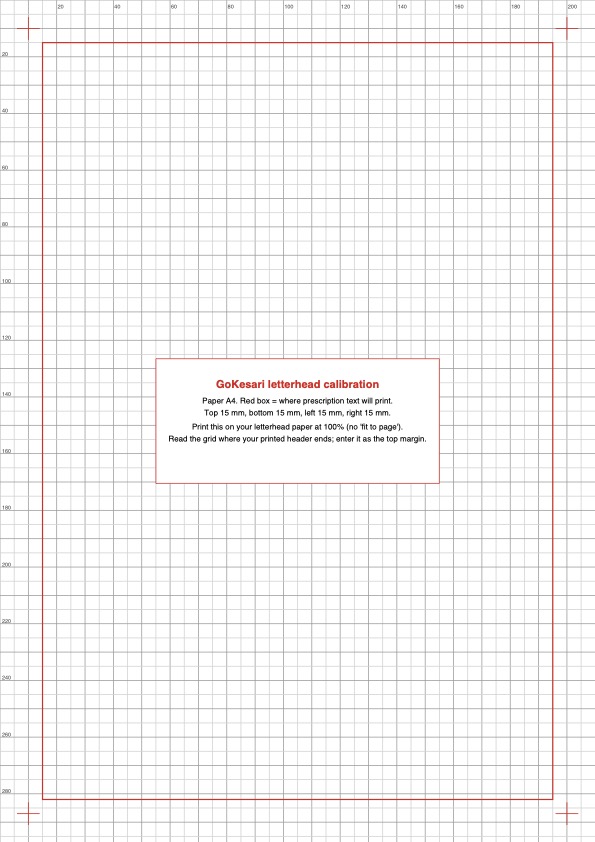 20 40 60 80 100 120 140 160 180 200
20
40
60
80
100
120
GoKesari letterhead calibration
140
Paper A4. Red box = where prescription text will print.
Top 15 mm, bottom 15 mm, left 15 mm, right 15 mm.
Print this on your letterhead paper at 100% (no 'fit to page').
Read the grid where your printed header ends; enter it as the top margin.
160
180
200
220
240
260
280